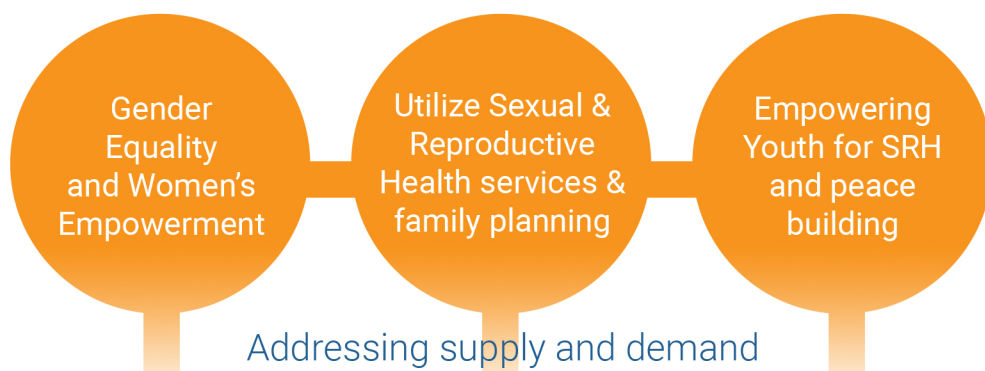 Gender
Equality
and Women’s
Empowerment
Utilize Sexual &
Reproductive
Health services &
family planning
Empowering
Youth for SRH
and peace
building
Addressing supply and demand